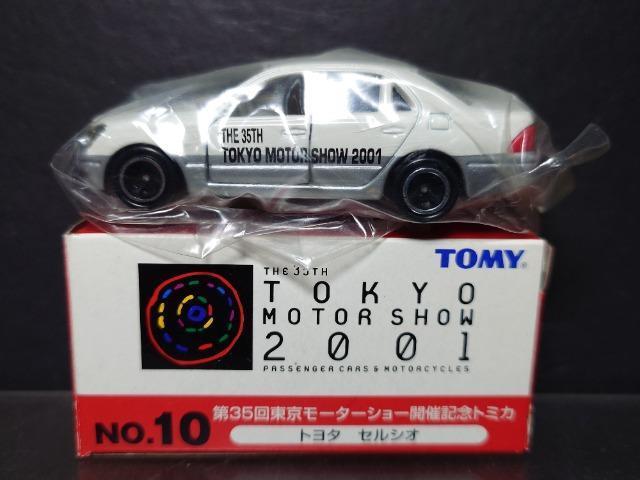 THE 35TH
TOKYO MOTOR SHOW 2001
TOMY
THE 35TH
TOKYO
MOTOR SHOW
2001
PASSENGER CARS & MOTORCYCLES
NO.10 第35回東京モーターショー開催記念トミカ
トヨタ セルシオ